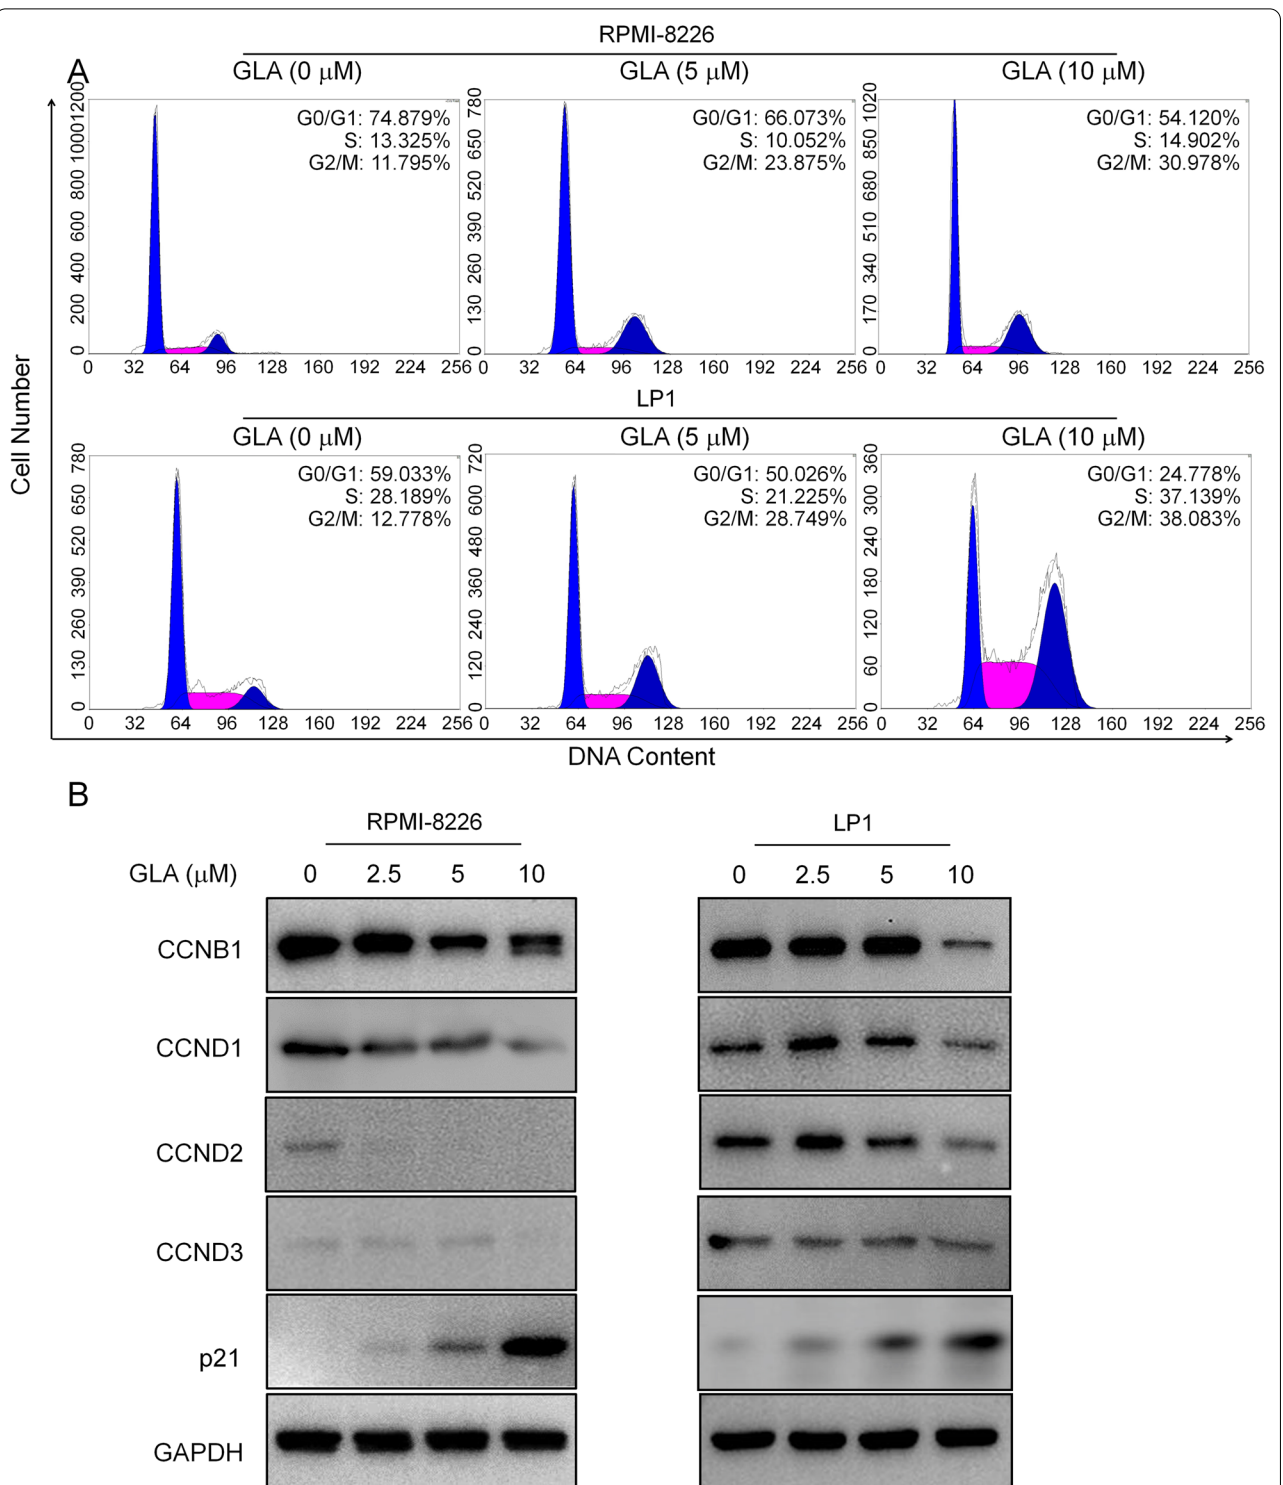 RPMI-8226
A
GLA (0 µM) GLA (5 µM) GLA (10 µM)
G0/G1: 74.879%
S: 13.325%
G2/M: 11.795%
0 200 400 600 800 1000 1200
0 32 64 96 128 160 192 224 256
G0/G1: 66.073%
S: 10.052%
G2/M: 23.875%
0 130 260 390 520 650 780
0 32 64 96 128 160 192 224 256
G0/G1: 54.120%
S: 14.902%
G2/M: 30.978%
0 170 340 510 680 850 1020
0 32 64 96 128 160 192 224 256
Cell Number
LP1
GLA (0 µM) GLA (5 µM) GLA (10 µM)
G0/G1: 59.033%
S: 28.189%
G2/M: 12.778%
0 130 260 390 520 650 780
0 32 64 96 128 160 192 224 256
G0/G1: 50.026%
S: 21.225%
G2/M: 28.749%
0 120 240 360 480 600 720
0 32 64 96 128 160 192 224 256
G0/G1: 24.778%
S: 37.139%
G2/M: 38.083%
0 60 120 180 240 300 360
0 32 64 96 128 160 192 224 256
DNA Content
B
RPMI-8226 LP1
GLA (µM) 0 2.5 5 10 0 2.5 5 10
CCNB1
CCND1
CCND2
CCND3
p21
GAPDH